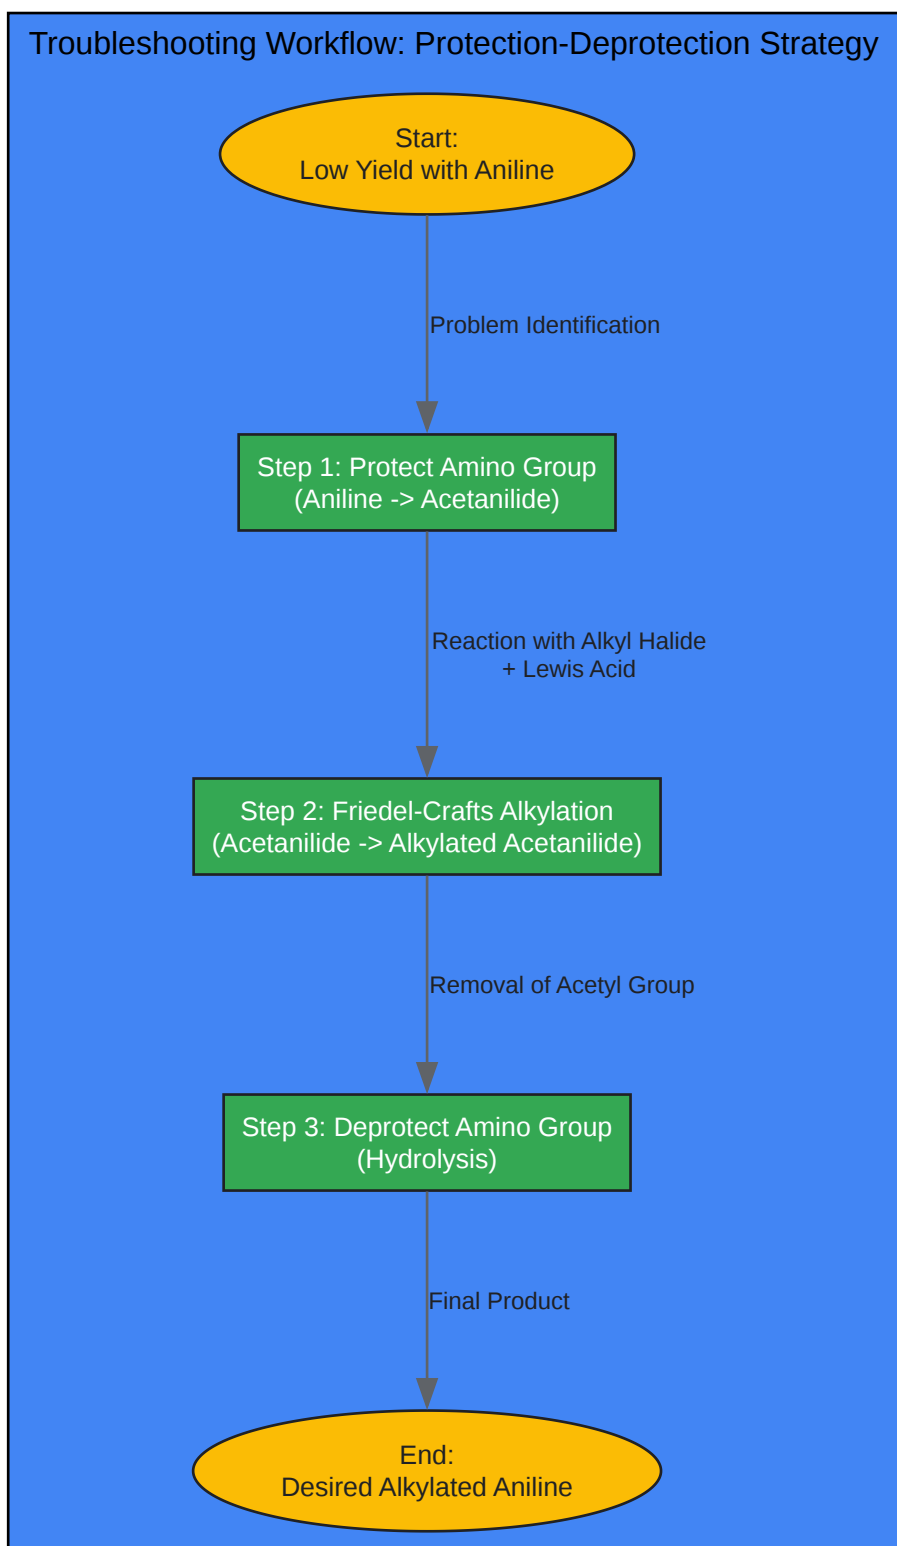 Troubleshooting Workflow: Protection-Deprotection Strategy
Start:
Low Yield with Aniline
Problem Identification
Step 1: Protect Amino Group
(Aniline -> Acetanilide)
Reaction with Alkyl Halide
+ Lewis Acid
Step 2: Friedel-Crafts Alkylation
(Acetanilide -> Alkylated Acetanilide)
Removal of Acetyl Group
Step 3: Deprotect Amino Group
(Hydrolysis)
Final Product
End:
Desired Alkylated Aniline